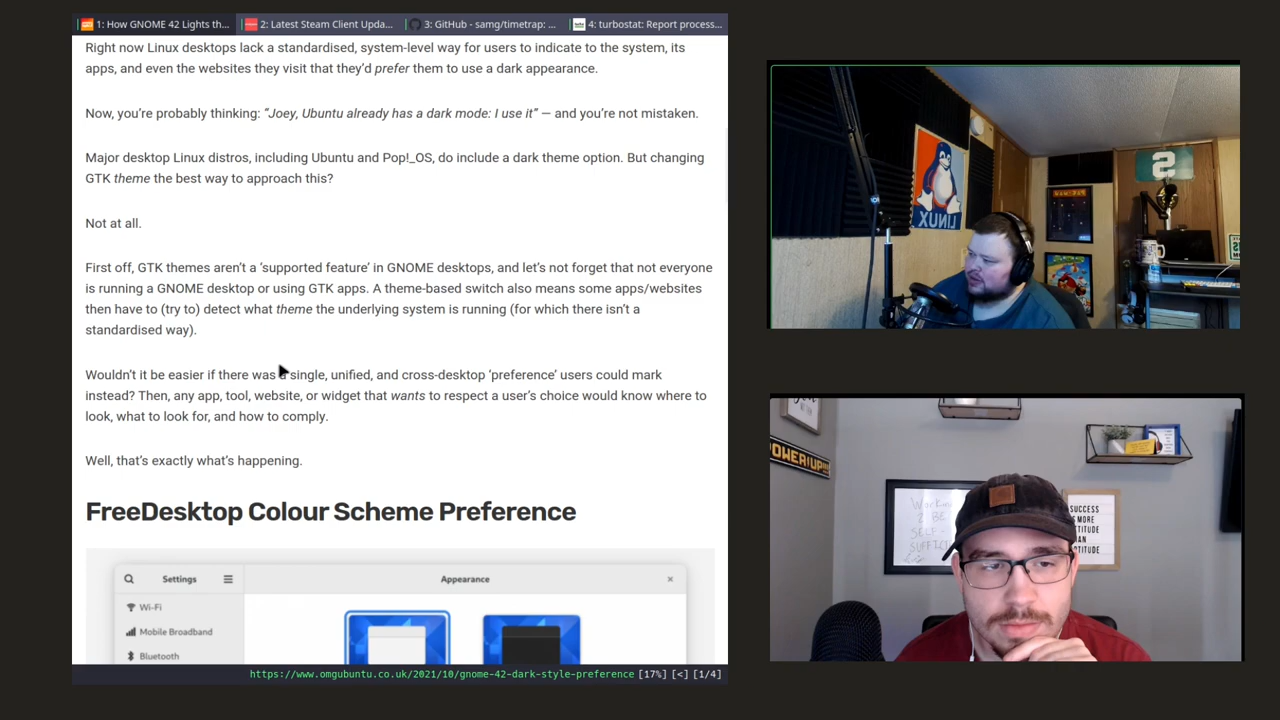 1: How GNOME 42 Lights th...
2: Latest Steam Client Upda...
3: GitHub - samg/timetrap: ...
4: turbostat: Report process...
Right now Linux desktops lack a standardised, system-level way for users to indicate to the system, its
apps, and even the websites they visit that they’d prefer them to use a dark appearance.
Now, you’re probably thinking: “Joey, Ubuntu already has a dark mode: I use it” — and you’re not mistaken.
Major desktop Linux distros, including Ubuntu and Pop!_OS, do include a dark theme option. But changing
GTK theme the best way to approach this?
Not at all.
First off, GTK themes aren’t a ‘supported feature’ in GNOME desktops, and let’s not forget that not everyone
is running a GNOME desktop or using GTK apps. A theme-based switch also means some apps/websites
then have to (try to) detect what theme the underlying system is running (for which there isn’t a
standardised way).
Wouldn’t it be easier if there was a single, unified, and cross-desktop ‘preference’ users could mark
instead? Then, any app, tool, website, or widget that wants to respect a user’s choice would know where to
look, what to look for, and how to comply.
Well, that’s exactly what’s happening.
FreeDesktop Colour Scheme Preference
Settings
Appearance
Wi-Fi
Mobile Broadband
Bluetooth
https://www.omgubuntu.co.uk/2021/10/gnome-42-dark-style-preference [17%] [<] [1/4]
LINUX
POWER!UP!!!
Working
2 BE
SELF-
SUCCESS